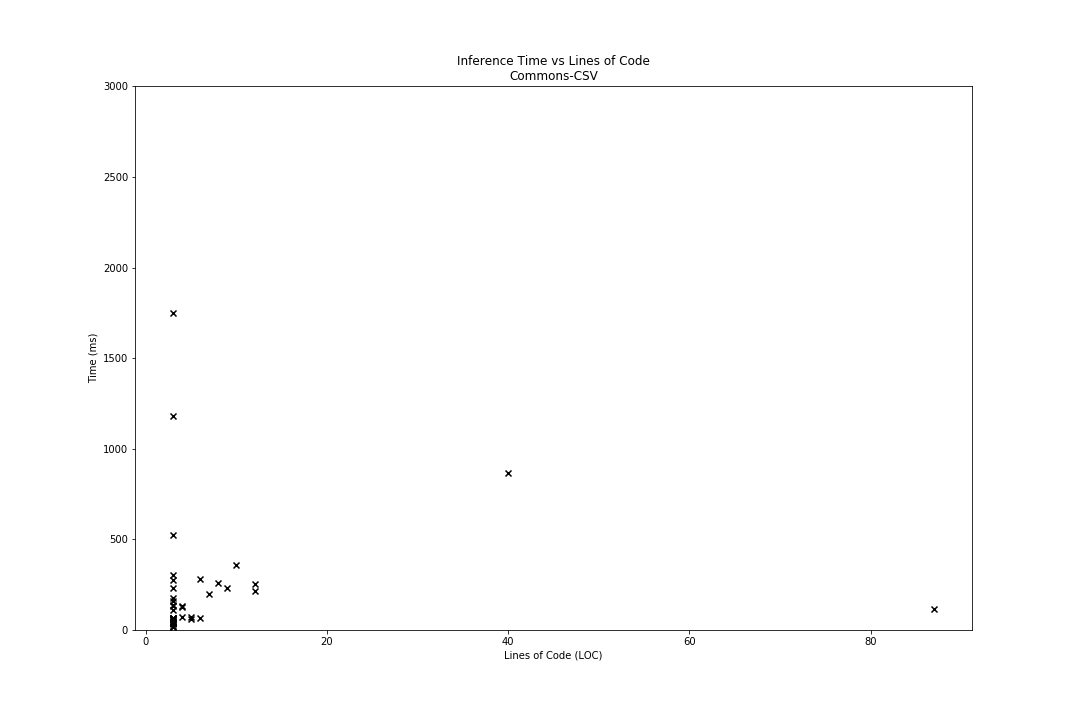 Inference Time vs Lines of Code
Commons-CSV
3000
2500
2000
1500
1000
500
0
Time (ms)
0 20 40 60 80
Lines of Code (LOC)